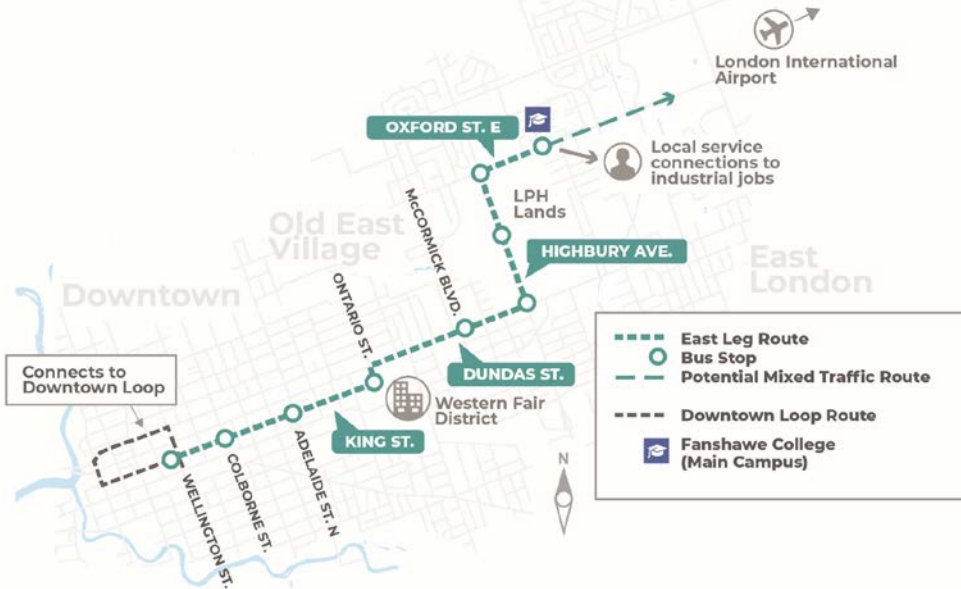 London International
Airport
OXFORD ST. E
Local service
connections to
industrial jobs
LPH
Lands
McCORMICK BLVD.
Old East
Village
HIGHBURY AVE.
East
London
Downtown
ONTARIO ST.
Connects to
Downtown Loop
DUNDAS ST.
Western Fair
District
KING ST.
ADELAIDE ST. N
COLBORNE ST.
WELLINGTON ST.
N
East Leg Route
Bus Stop
Potential Mixed Traffic Route
Downtown Loop Route
Fanshawe College
(Main Campus)